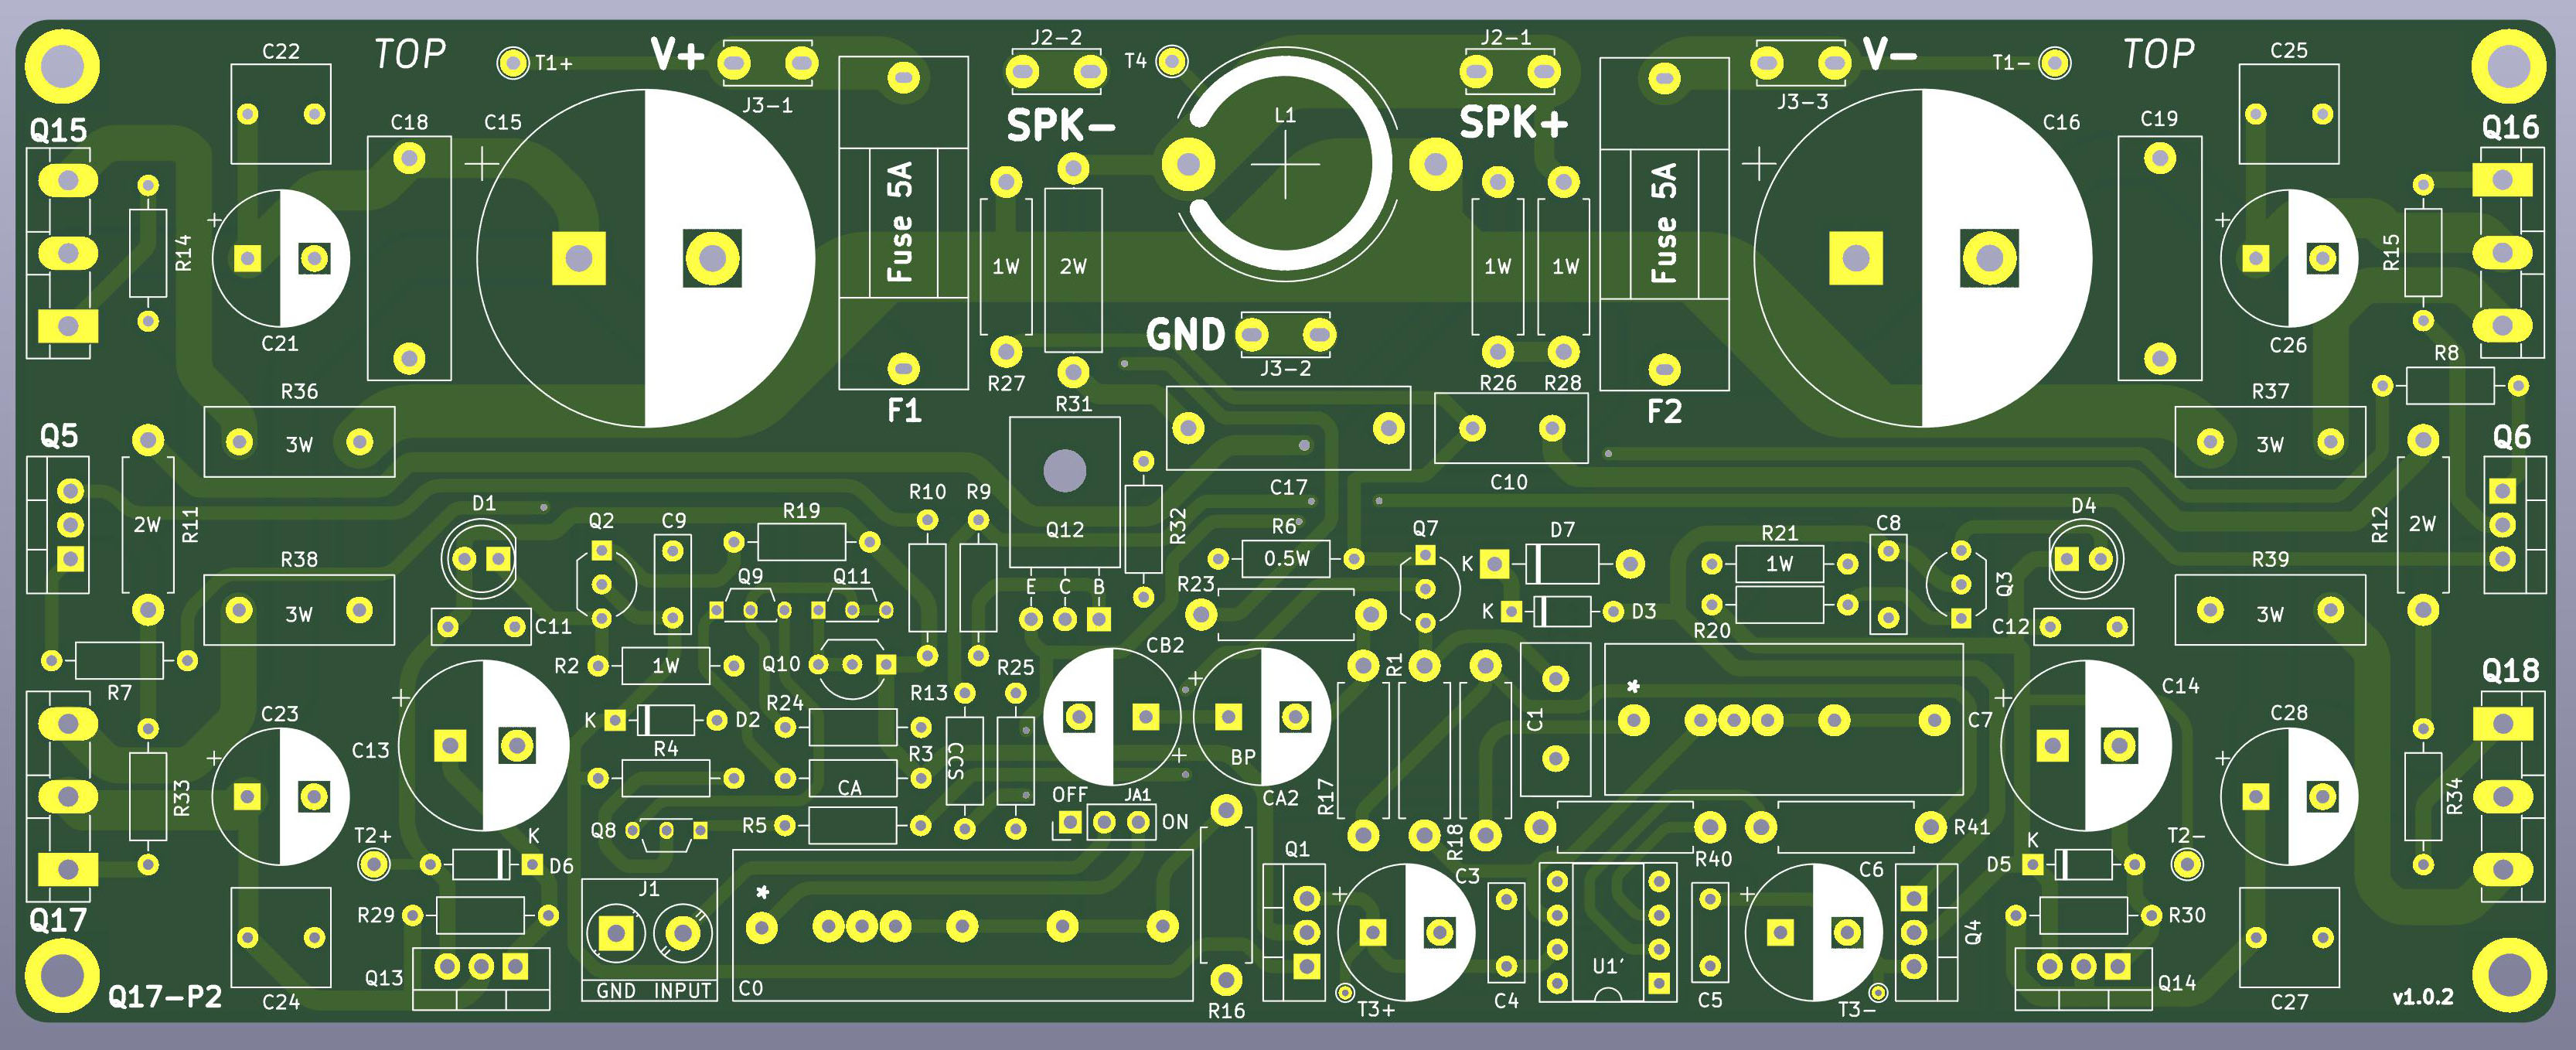 TOP
V+
V-
TOP
C22
T1+
J3-1
J2-2
T4
J2-1
J3-3
T1-
C25
SPK-
L1
SPK+
Q15
C18
C15
C16
C19
Q16
R14
C21
Fuse 5A
1W
2W
1W
1W
Fuse 5A
R15
C26
GND
J3-2
R27
R26
R28
R8
R36
3W
F1
R31
F2
R37
3W
Q5
Q6
2W
R11
D1
Q2
C9
R19
R10
R9
Q12
R32
C17
C10
R6
0.5W
Q7
D7
K
R21
1W
C8
Q3
D4
R12
2W
R38
3W
Q9
Q11
E
C
B
R23
K
D3
R20
R39
3W
C11
C12
R7
R2
1W
Q10
R13
R25
CB2
R1
C14
Q18
C23
R24
K
D2
C13
R4
R3
CCS
BP
CA2
C1
*
C7
C28
R33
CA
R17
R18
R34
OFF
JA1
ON
Q8
R5
R40
R41
T2+
K
D6
K
D5
T2-
Q17
R29
J1
*
Q1
C3
C6
Q4
R30
Q13
GND
INPUT
C0
R16
T3+
C4
U1′
C5
T3-
Q14
Q17-P2
C24
C27
v1.0.2